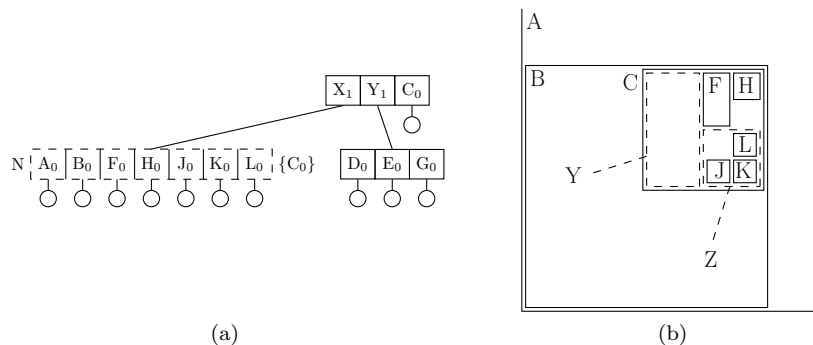 X₁ Y₁ C₀
N A₀ B₀ F₀ H₀ J₀ K₀ L₀ {C₀} D₀ E₀ G₀
(a)
A
B C F H
L
J K
Y
Z
(b)